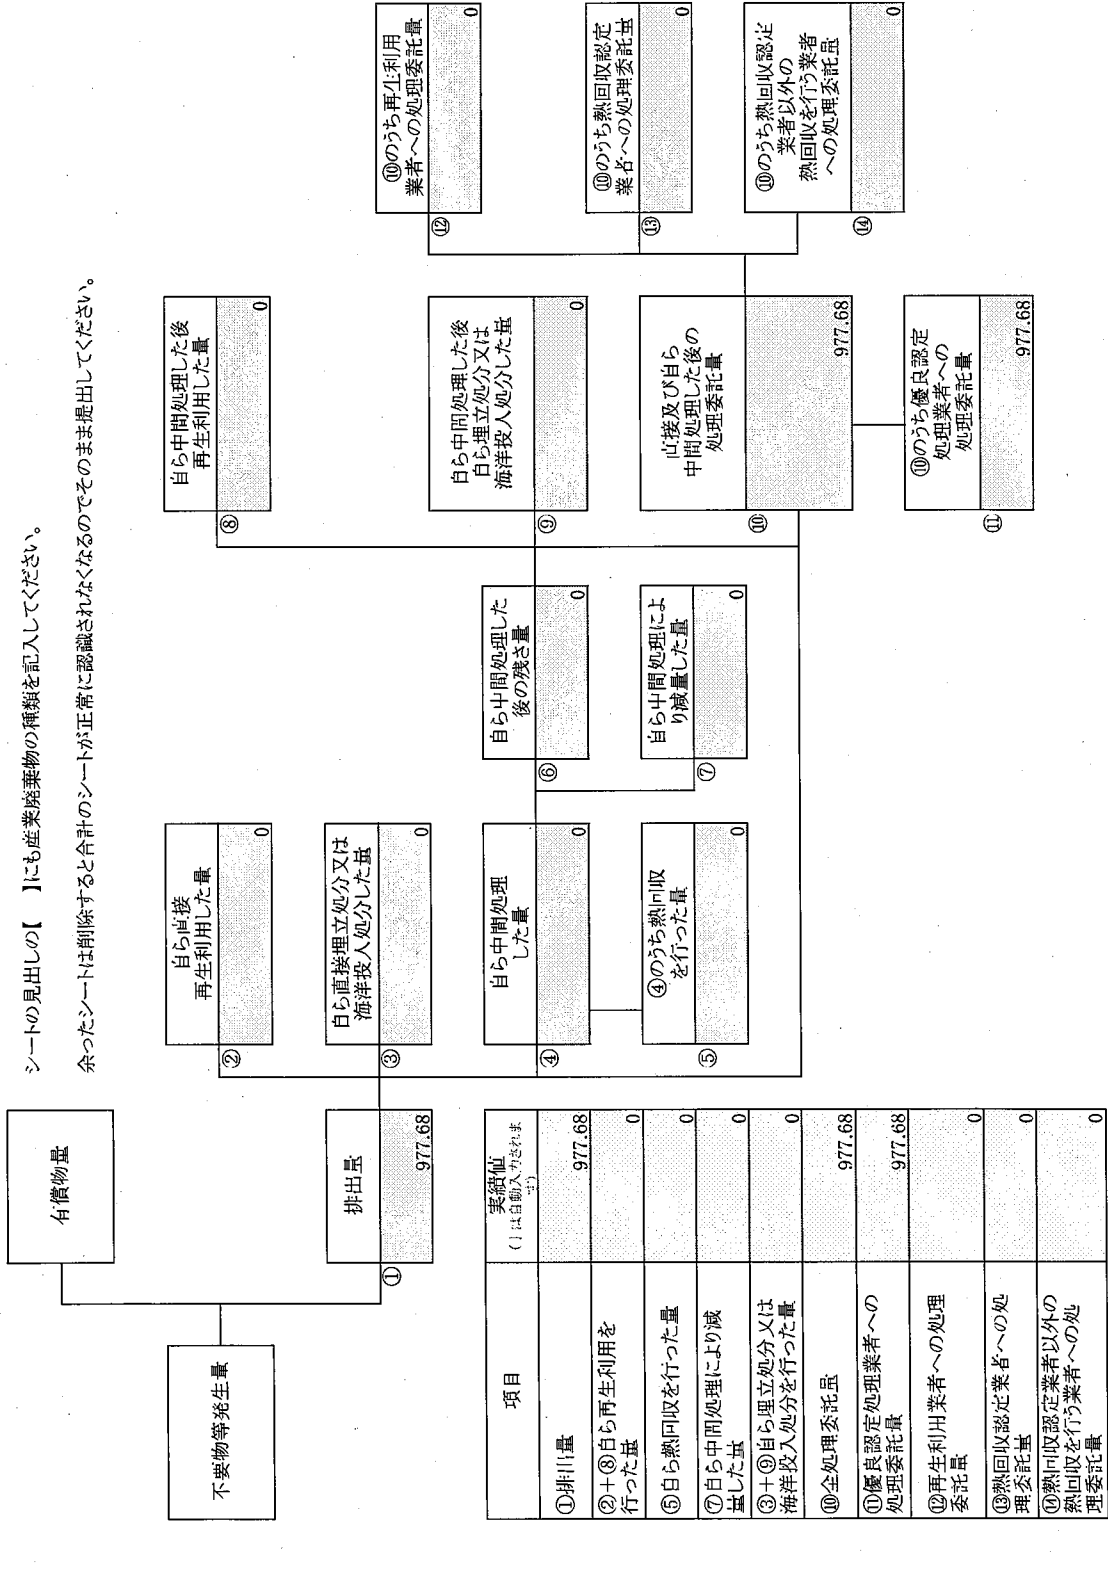 シートの見出しの【　】にも産業廃棄物の種類を記入してください。
余ったシートは削除すると合計のシートが正常に認識されなくなるのでそのまま提出してください。
有償物量
不要物等発生量
排出量
①
977.68
自ら直接
再生利用した量
②
0
自ら直接埋立処分又は
海洋投入処分した量
③
0
自ら中間処理
した量
④
0
④のうち熱回収
を行った量
⑤
0
自ら中間処理した
後の残さ量
⑥
0
自ら中間処理によ
り減量した量
⑦
0
自ら中間処理した後
再生利用した量
⑧
0
自ら中間処理した後
自ら埋立処分又は
海洋投入処分した量
⑨
0
直接及び自ら
中間処理した後の
処理委託量
⑩
977.68
⑩のうち優良認定
処理業者への
処理委託量
⑪
977.68
⑩のうち再生利用
業者への処理委託量
⑫
0
⑩のうち熱回収認定
業者への処理委託量
⑬
0
⑩のうち熱回収認定
業者以外の
熱回収を行う業者
への処理委託量
⑭
0
項目
実績値
は自動入力されま
す)
①排出量
977.68
②+⑧自ら再生利用を
行った量
0
⑤自ら熱回収を行った量
0
⑦自ら中間処理により減
量した量
0
③+⑨自ら埋立処分又は
海洋投入処分を行った量
0
⑩全処理委託量
977.68
⑪優良認定処理業者への
処理委託量
977.68
⑫再生利用業者への処理
委託量
0
⑬熱回収認定業者への処
理委託量
0
⑭熱回収認定業者以外の
熱回収を行う業者への処
理委託量
0